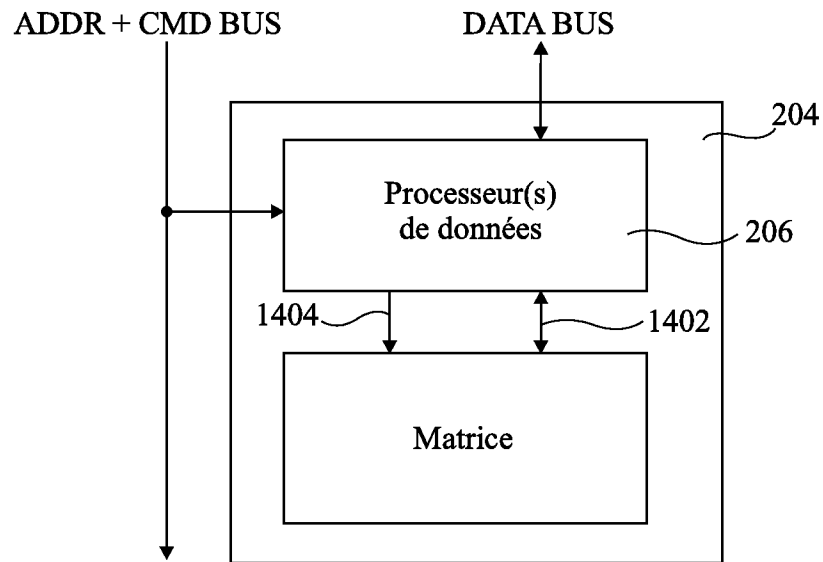 ADDR + CMD BUS
DATA BUS
204
Processeur(s)
de données
206
1404
1402
Matrice